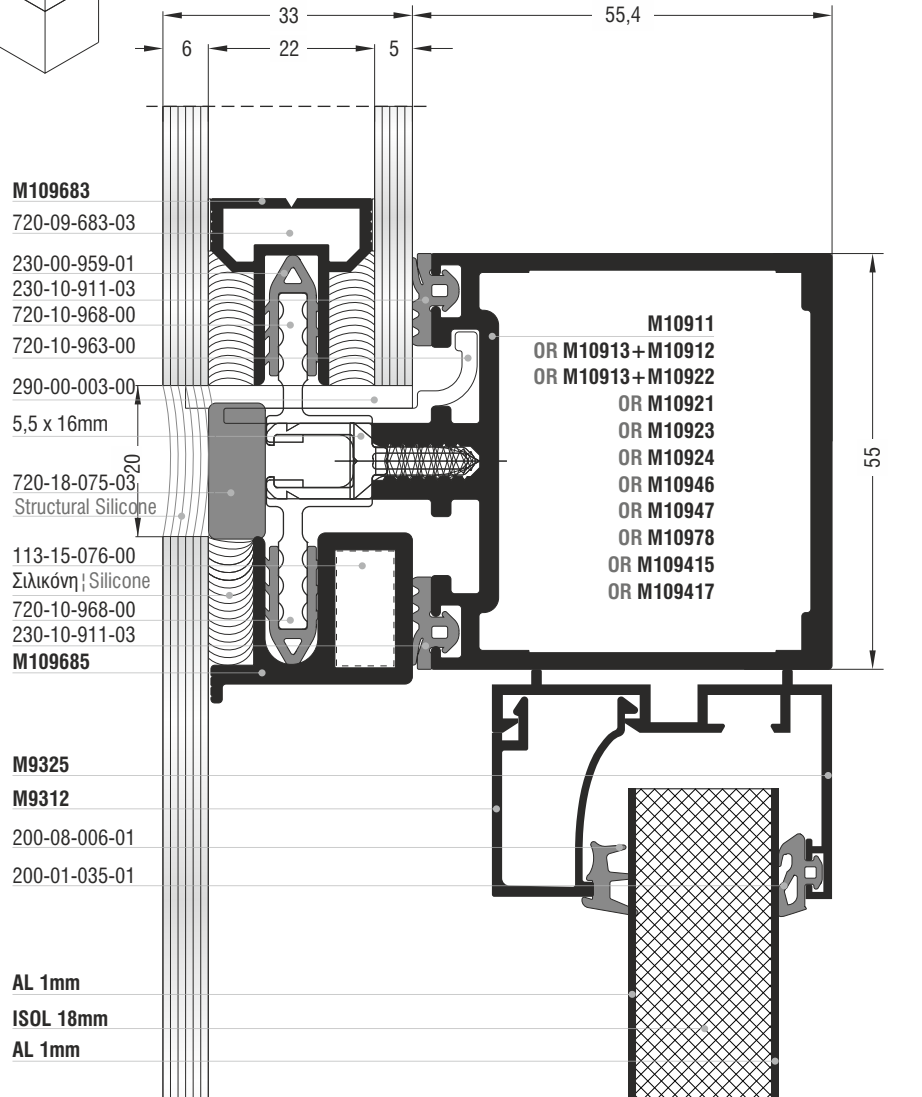 33
55,4
6
22
5
M109683
720-09-683-03
230-00-959-01
230-10-911-03
720-10-968-00
720-10-963-00
290-00-003-00
5,5 x 16mm
20
720-18-075-03
Structural Silicone
113-15-076-00
Σιλικόνη ¦ Silicone
720-10-968-00
230-10-911-03
M109685
M10911
OR M10913+M10912
OR M10913+M10922
OR M10921
OR M10923
OR M10924
OR M10946
OR M10947
OR M10978
OR M109415
OR M109417
55
M9325
M9312
200-08-006-01
200-01-035-01
AL 1mm
ISOL 18mm
AL 1mm